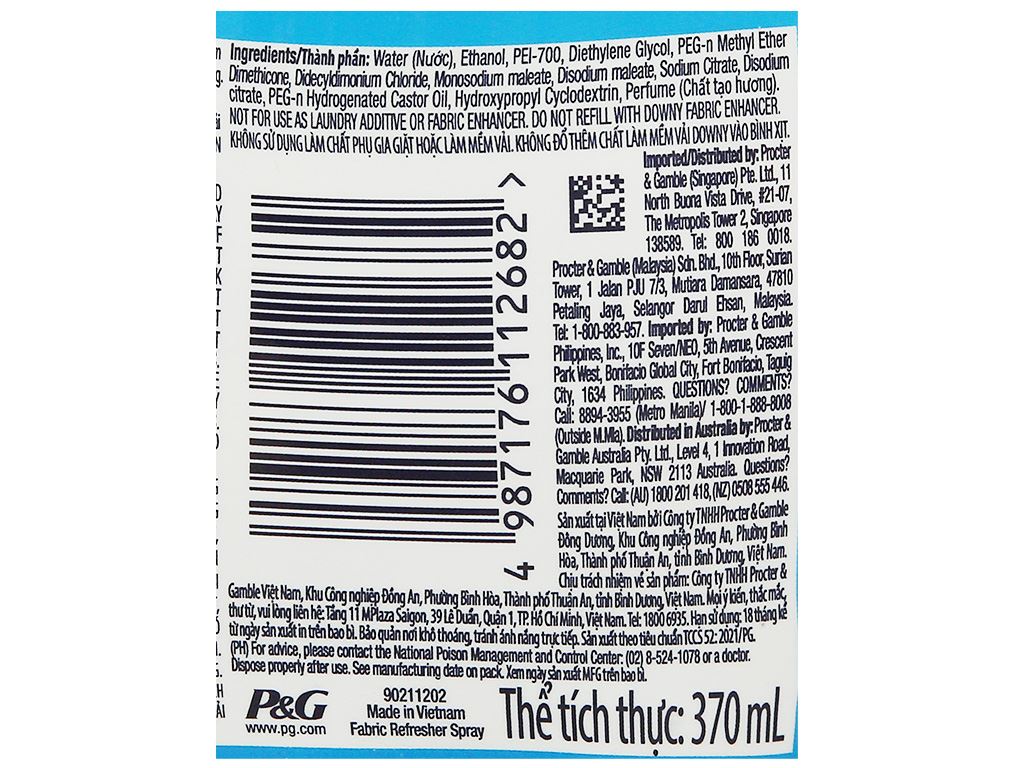 Ingredients/Thành phần: Water (Nước), Ethanol, PEI-700, Diethylene Glycol, PEG-n Methyl Ether
Dimethicone, Didecyldimonium Chloride, Monosodium maleate, Disodium maleate, Sodium Citrate, Disodium
citrate, PEG-n Hydrogenated Castor Oil, Hydroxypropyl Cyclodextrin, Perfume (Chất tạo hương).
NOT FOR USE AS LAUNDRY ADDITIVE OR FABRIC ENHANCER. DO NOT REFILL WITH DOWNY FABRIC ENHANCER.
KHÔNG SỬ DỤNG LÀM CHẤT PHỤ GIA GIẶT HOẶC LÀM MỀM VẢI. KHÔNG ĐỔ THÊM CHẤT LÀM MỀM VẢI DOWNY VÀO BÌNH XỊT.
Imported/Distributed by: Procter
& Gamble (Singapore) Pte. Ltd., 11
North Buona Vista Drive, #21-07,
The Metropolis Tower 2, Singapore
138589. Tel: 800 186 0018.
Procter & Gamble (Malaysia) Sdn. Bhd., 10th Floor, Surian
Tower, 1 Jalan PJU 7/3, Mutiara Damansara, 47810
Petaling Jaya, Selangor Darul Ehsan, Malaysia.
Tel: 1-800-883-957. Imported by: Procter & Gamble
Philippines, Inc., 10F Seven/NEO, 5th Avenue, Crescent
Park West, Bonifacio Global City, Fort Bonifacio, Taguig
City, 1634 Philippines. QUESTIONS? COMMENTS?
Call: 8894-3955 (Metro Manila)/ 1-800-1-888-8008
(Outside M.Mla). Distributed in Australia by: Procter &
Gamble Australia Pty. Ltd., Level 4, 1 Innovation Road,
Macquarie Park, NSW 2113 Australia. Questions?
Comments? Call: (AU) 1800 201 418, (NZ) 0508 555 446.
Sản xuất tại Việt Nam bởi Công ty TNHH Procter & Gamble
Đông Dương, Khu Công nghiệp Đồng An, Phường Bình
Hòa, Thành phố Thuận An, tỉnh Bình Dương, Việt Nam.
Chịu trách nhiệm về sản phẩm: Công ty TNHH Procter &
Gamble Việt Nam, Khu Công nghiệp Đồng An, Phường Bình Hòa, Thành phố Thuận An, tỉnh Bình Dương, Việt Nam. Mọi ý kiến, thắc mắc,
thư từ, vui lòng liên hệ: Tầng 11 MPlaza Saigon, 39 Lê Duẩn, Quận 1, TP. Hồ Chí Minh, Việt Nam. Tel: 1800 6935. Hạn sử dụng: 18 tháng kể
từ ngày sản xuất in trên bao bì. Bảo quản nơi khô thoáng, tránh ánh nắng trực tiếp. Sản xuất theo tiêu chuẩn TCCS 52: 2021/PG.
(PH) For advice, please contact the National Poison Management and Control Center: (02) 8-524-1078 or a doctor.
Dispose properly after use. See manufacturing date on pack. Xem ngày sản xuất MFG trên bao bì.
4 987176 112682 >
P&G
www.pg.com
90211202
Made in Vietnam
Fabric Refresher Spray
Thể tích thực: 370 mL